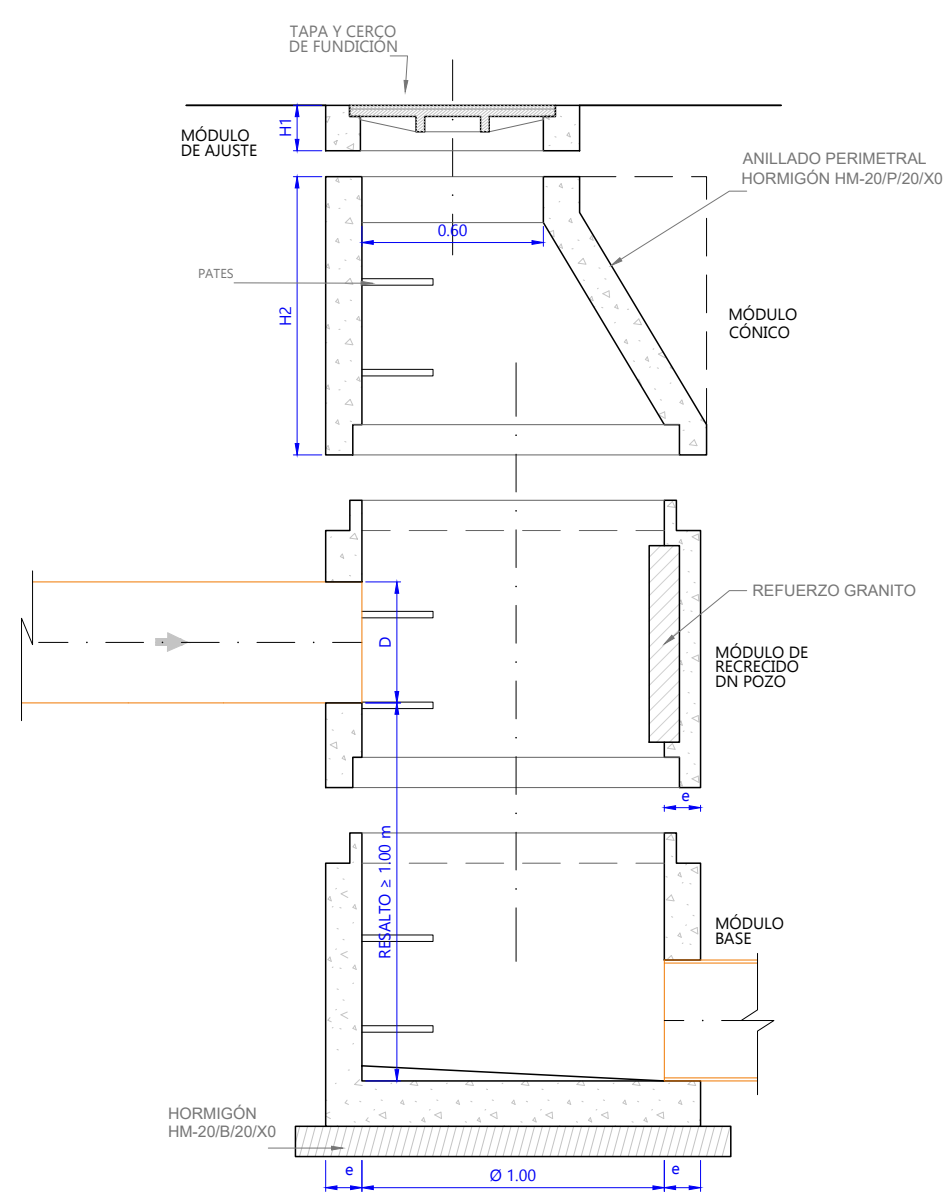 TAPA Y CERCO
DE FUNDICIÓN
H1
MÓDULO
DE AJUSTE
ANILLADO PERIMETRAL
HORMIGÓN HM-20/P/20/X0
0.60
PATES
H2
MÓDULO
CÓNICO
REFUERZO GRANITO
D
MÓDULO DE
RECRECIDO
DN POZO
e
RESALTO ≥ 1.00 m
MÓDULO
BASE
HORMIGÓN
HM-20/B/20/X0
e
Ø 1.00
e